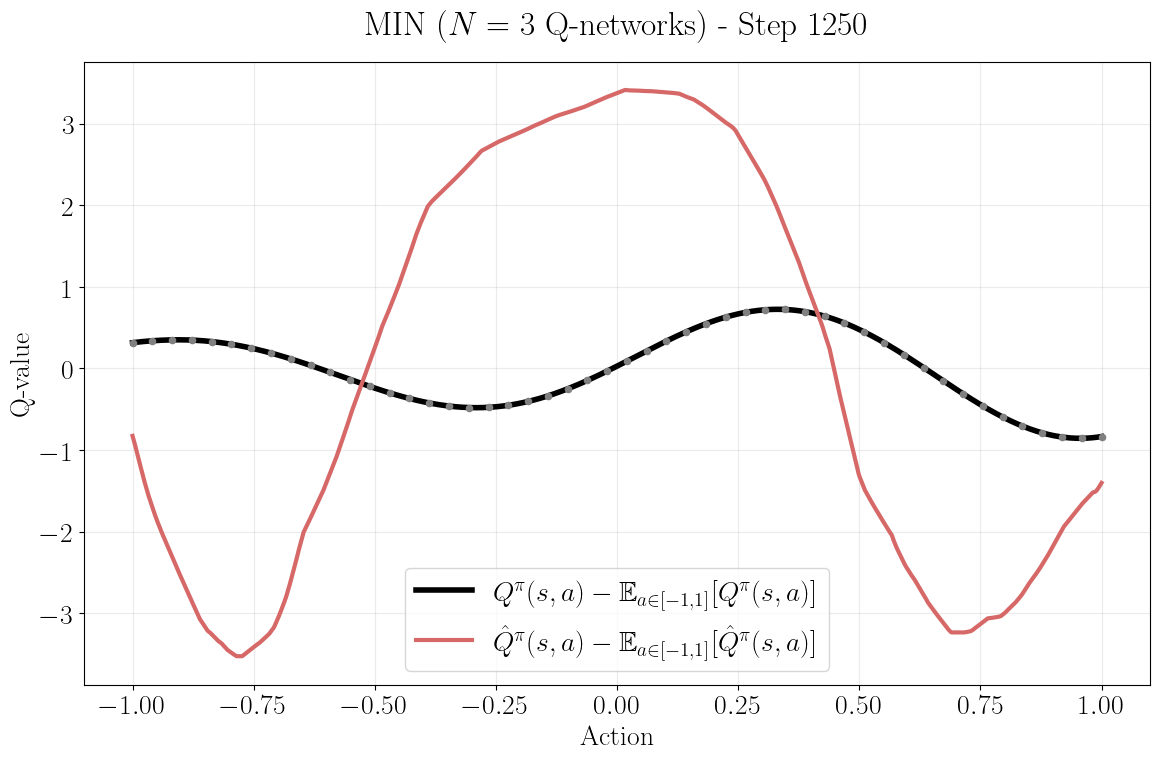 MIN (N = 3 Q-networks) - Step 1250
Q-value
3
2
1
0
−1
−2
−3
Q^π(s, a) − 𝔼_{a∈[−1,1]}[Q^π(s, a)]
Q̂^π(s, a) − 𝔼_{a∈[−1,1]}[Q̂^π(s, a)]
−1.00 −0.75 −0.50 −0.25 0.00 0.25 0.50 0.75 1.00
Action